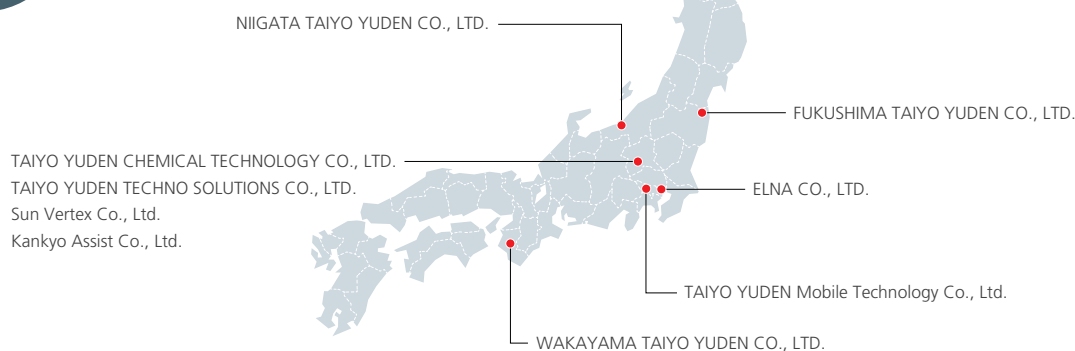 NIIGATA TAIYO YUDEN CO., LTD.
FUKUSHIMA TAIYO YUDEN CO., LTD.
TAIYO YUDEN CHEMICAL TECHNOLOGY CO., LTD.
TAIYO YUDEN TECHNO SOLUTIONS CO., LTD.
Sun Vertex Co., Ltd.
Kankyo Assist Co., Ltd.
ELNA CO., LTD.
TAIYO YUDEN Mobile Technology Co., Ltd.
WAKAYAMA TAIYO YUDEN CO., LTD.